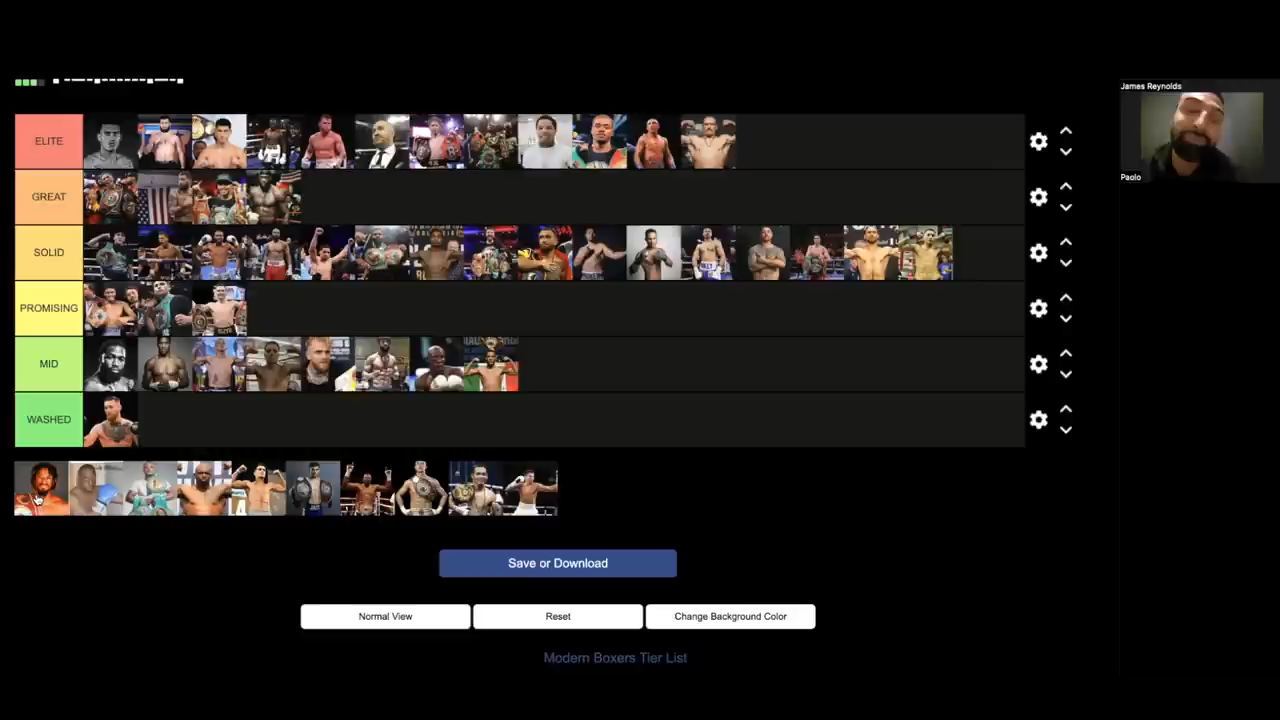 James Reynolds
ELITE
Paolo
GREAT
SOLID
PROMISING
MID
WASHED
Save or Download
Normal View
Reset
Change Background Color
Modern Boxers Tier List